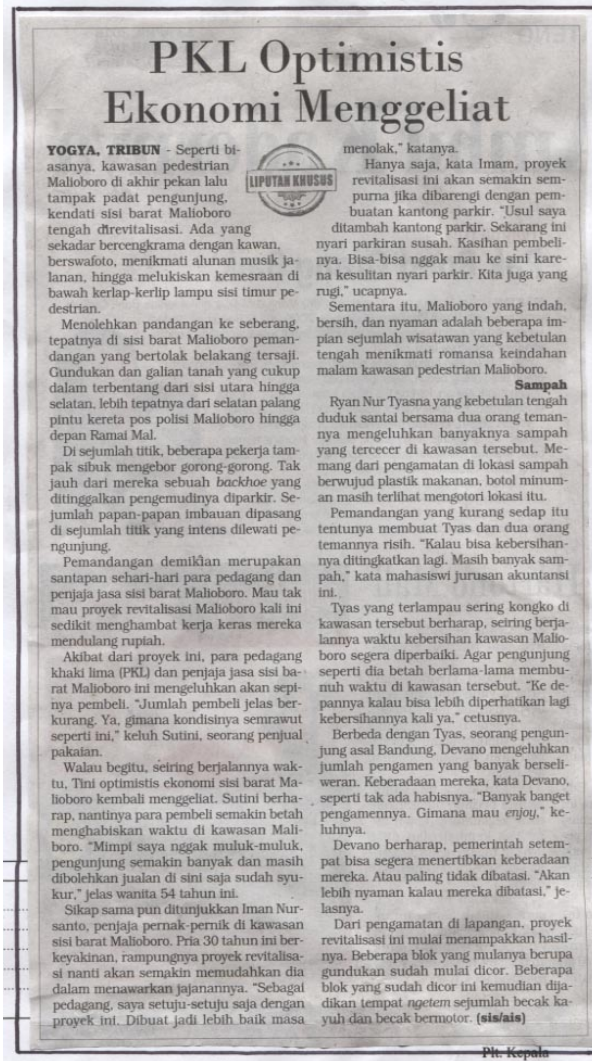 PKL Optimistis
Ekonomi Menggeliat
YOGYA, TRIBUN - Seperti bi-
asanya, kawasan pedestrian
Malioboro di akhir pekan lalu
tampak padat pengunjung,
kendati sisi barat Malioboro
tengah direvitalisasi. Ada yang
sekadar bercengkrama dengan kawan,
berswafoto, menikmati alunan musik ja-
lanan, hingga melukiskan kemesraan di
bawah kerlap-kerlip lampu sisi timur pe-
destrian.
Menolehkan pandangan ke seberang,
tepatnya di sisi barat Malioboro peman-
dangan yang bertolak belakang tersaji.
Gundukan dan galian tanah yang cukup
dalam terbentang dari sisi utara hingga
selatan, lebih tepatnya dari selatan palang
pintu kereta pos polisi Malioboro hingga
depan Ramai Mal.
Di sejumlah titik, beberapa pekerja tam-
pak sibuk mengebor gorong-gorong. Tak
jauh dari mereka sebuah backhoe yang
ditinggalkan pengemudinya diparkir. Se-
jumlah papan-papan imbauan dipasang
di sejumlah titik yang intens dilewati pe-
ngunjung.
Pemandangan demikian merupakan
santapan sehari-hari para pedagang dan
penjaja jasa sisi barat Malioboro. Mau tak
mau proyek revitalisasi Malioboro kali ini
sedikit menghambat kerja keras mereka
mendulang rupiah.
Akibat dari proyek ini, para pedagang
khaki lima (PKL) dan penjaja jasa sisi ba-
rat Malioboro ini mengeluhkan akan sepi-
nya pembeli. "Jumlah pembeli jelas ber-
kurang. Ya, gimana kondisinya semrawut
seperti ini," keluh Sutini, seorang penjual
pakaian.
Walau begitu, seiring berjalannya wak-
tu, Tini optimistis ekonomi sisi barat Ma-
lioboro kembali menggeliat. Sutini berha-
rap, nantinya para pembeli semakin betah
menghabiskan waktu di kawasan Mali-
boro. "Mimpi saya nggak muluk-muluk,
pengunjung semakin banyak dan masih
dibolehkan jualan di sini saja sudah syu-
kur," jelas wanita 54 tahun ini.
Sikap sama pun ditunjukkan Iman Nur-
santo, penjaja pernak-pernik di kawasan
sisi barat Malioboro. Pria 30 tahun ini ber-
keyakinan, rampungnya proyek revitalisa-
si nanti akan semakin memudahkan dia
dalam menawarkan jajanannya. "Sebagai
pedagang, saya setuju-setuju saja dengan
proyek ini. Dibuat jadi lebih baik masa
LIPUTAN KHUSUS
menolak," katanya.
Hanya saja, kata Imam, proyek
revitalisasi ini akan semakin sem-
purna jika dibarengi dengan pem-
buatan kantong parkir. "Usul saya
ditambah kantong parkir. Sekarang ini
nyari parkiran susah. Kasihan pembeli-
nya. Bisa-bisa nggak mau ke sini kare-
na kesulitan nyari parkir. Kita juga yang
rugi," ucapnya.
Sementara itu, Malioboro yang indah,
bersih, dan nyaman adalah beberapa im-
pian sejumlah wisatawan yang kebetulan
tengah menikmati romansa keindahan
malam kawasan pedestrian Malioboro.
Sampah
Ryan Nur Tyasna yang kebetulan tengah
duduk santai bersama dua orang teman-
nya mengeluhkan banyaknya sampah
yang tercecer di kawasan tersebut. Me-
mang dari pengamatan di lokasi sampah
berwujud plastik makanan, botol minum-
an masih terlihat mengotori lokasi itu.
Pemandangan yang kurang sedap itu
tentunya membuat Tyas dan dua orang
temannya risih. "Kalau bisa kebersihan-
nya ditingkatkan lagi. Masih banyak sam-
pah," kata mahasiswi jurusan akuntansi
ini.
Tyas yang terlampau sering kongko di
kawasan tersebut berharap, seiring berja-
lannya waktu kebersihan kawasan Malio-
boro segera diperbaiki. Agar pengunjung
seperti dia betah berlama-lama membu-
nuh waktu di kawasan tersebut. "Ke de-
pannya kalau bisa lebih diperhatikan lagi
kebersihannya kali ya," cetusnya.
Berbeda dengan Tyas, seorang pengun-
jung asal Bandung, Devano mengeluhkan
jumlah pengamen yang banyak berseli-
weran. Keberadaan mereka, kata Devano,
seperti tak ada habisnya. "Banyak banget
pengamennya. Gimana mau enjoy," ke-
luhnya.
Devano berharap, pemerintah setem-
pat bisa segera menertibkan keberadaan
mereka. Atau paling tidak dibatasi. "Akan
lebih nyaman kalau mereka dibatasi," je-
lasnya.
Dari pengamatan di lapangan, proyek
revitalisasi ini mulai menampakkan hasil-
nya. Beberapa blok yang mulanya berupa
gundukan sudah mulai dicor. Beberapa
blok yang sudah dicor ini kemudian dija-
dikan tempat ngetem sejumlah becak ka-
yuh dan becak bermotor. (sis/ais)
Plt. Kepala